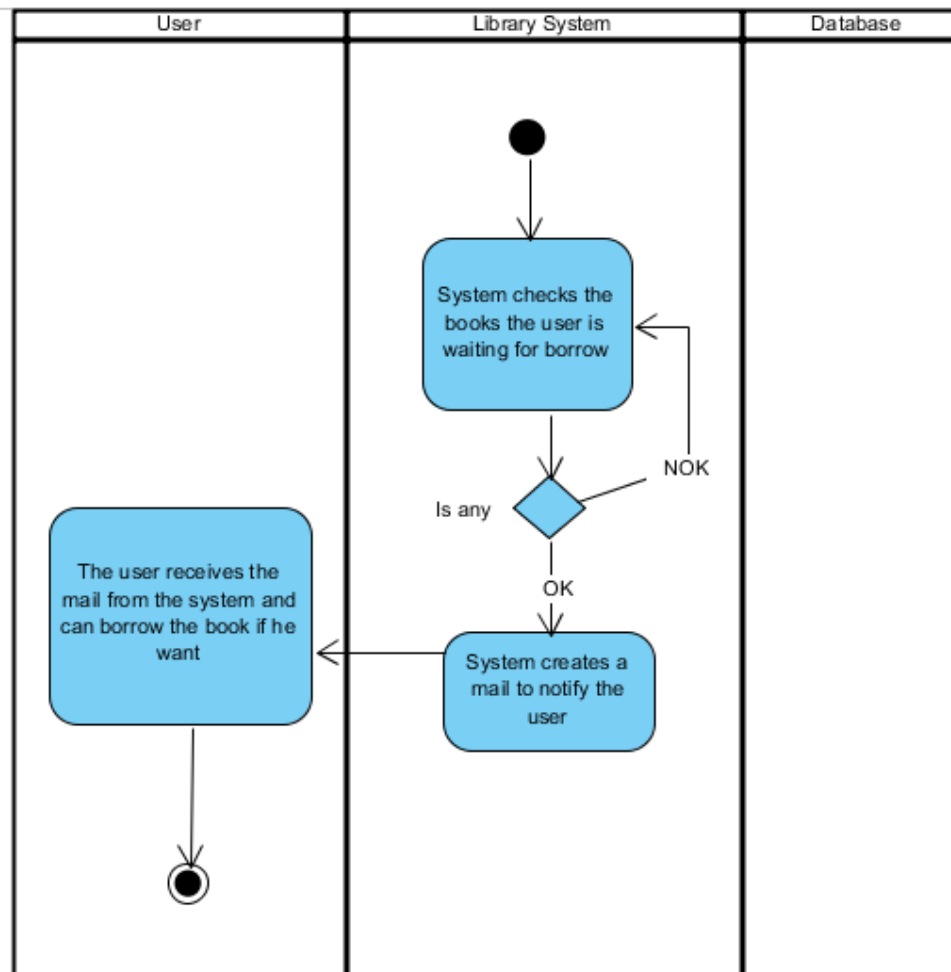 User
Library System
Database
System checks the
books the user is
waiting for borrow
NOK
Is any
OK
The user receives the
mail from the system and
can borrow the book if he
want
System creates a
mail to notify the
user